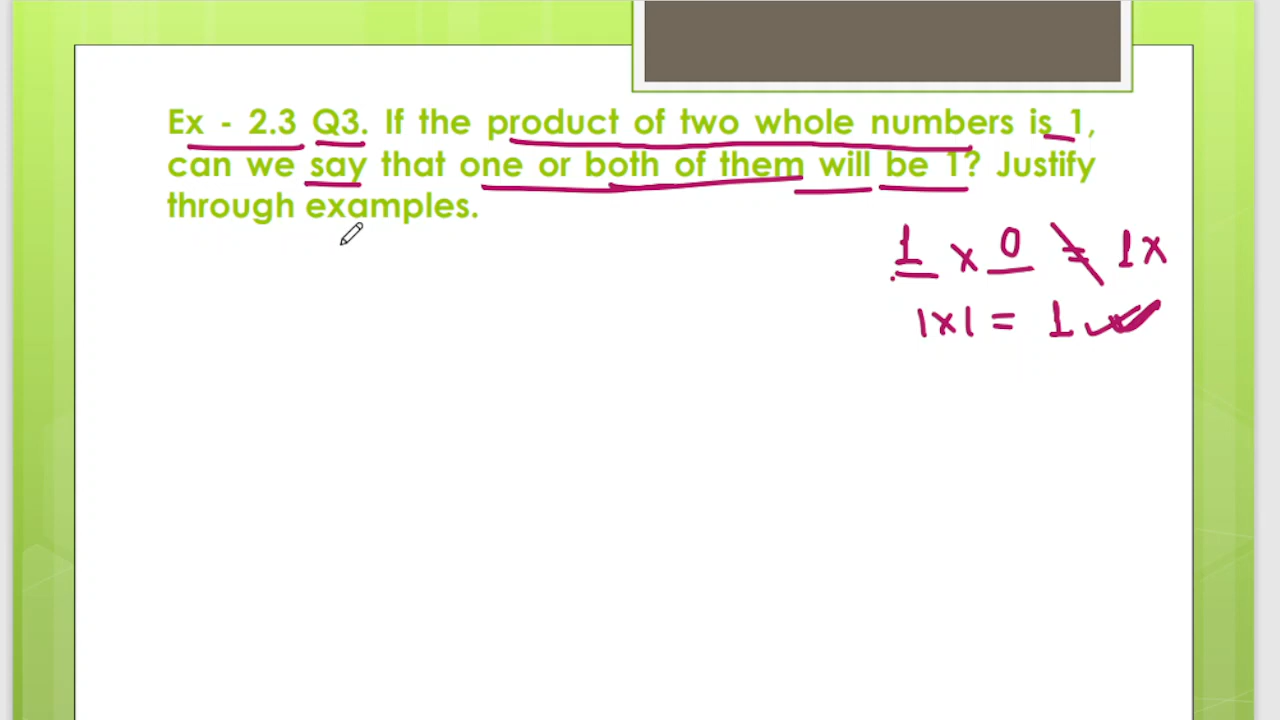 Ex - 2.3 Q3. If the product of two whole numbers is 1,
can we say that one or both of them will be 1? Justify
through examples.
1 x 0 ≠ 1 x
1x1 = 1 ✓